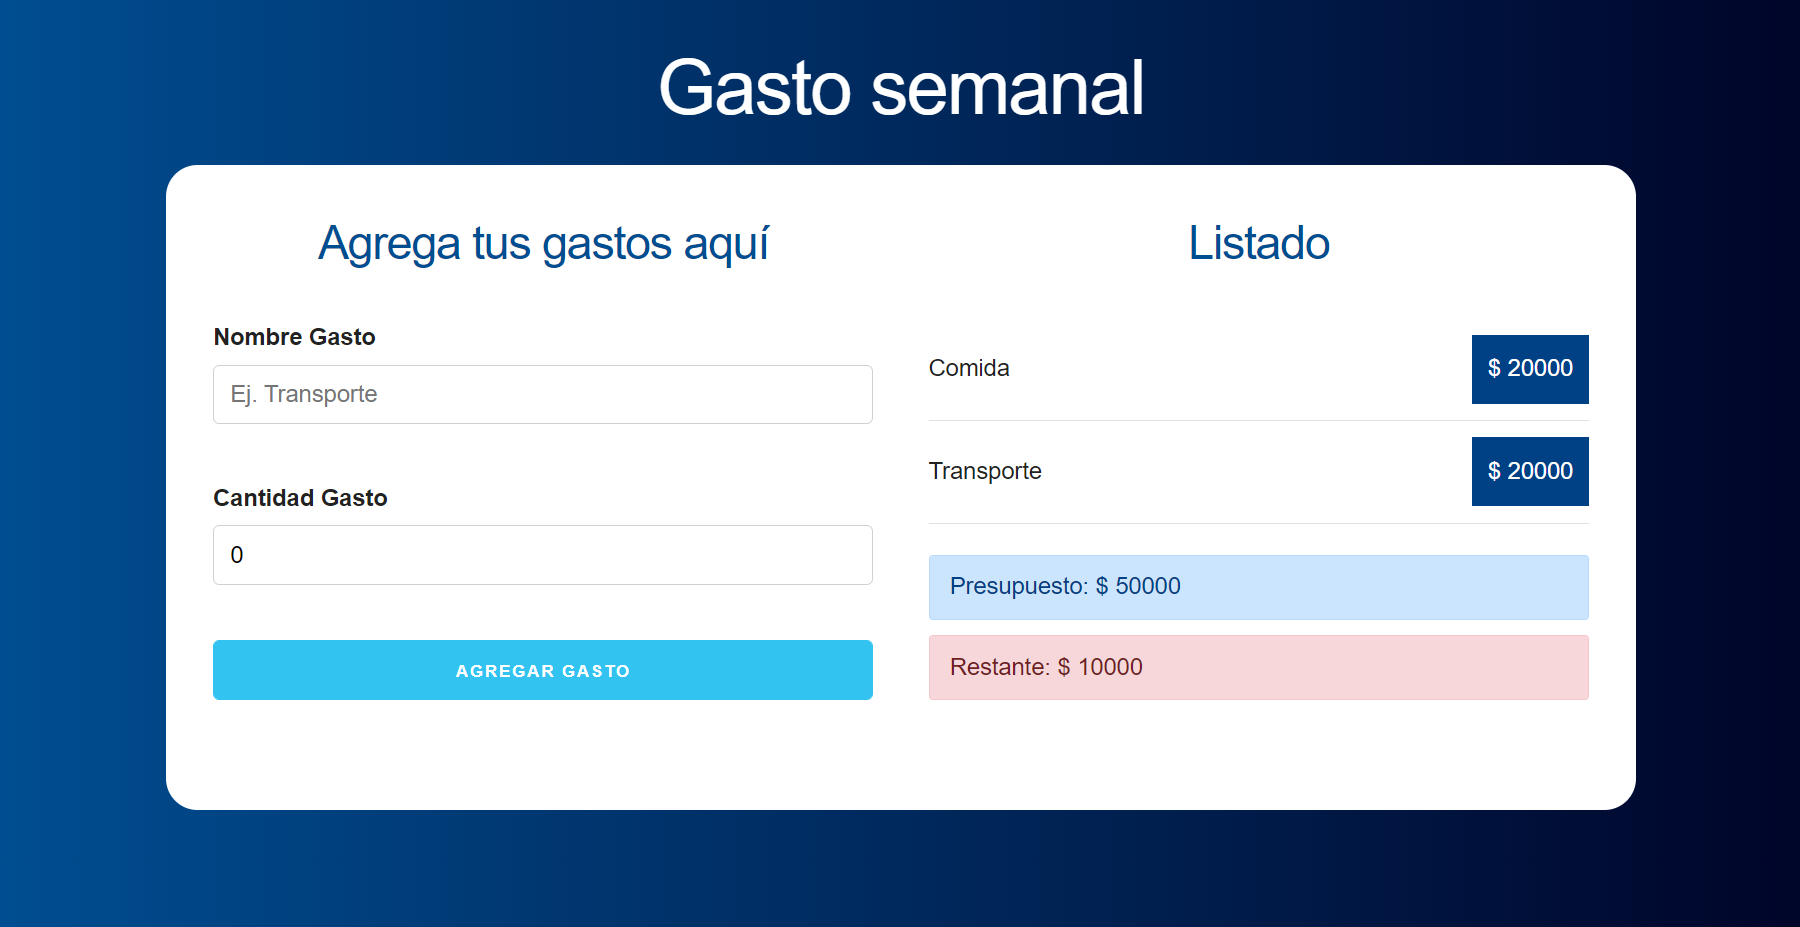 Gasto semanal
Agrega tus gastos aquí
Nombre Gasto
Ej. Transporte
Cantidad Gasto
0
AGREGAR GASTO
Listado
Comida
$ 20000
Transporte
$ 20000
Presupuesto: $ 50000
Restante: $ 10000